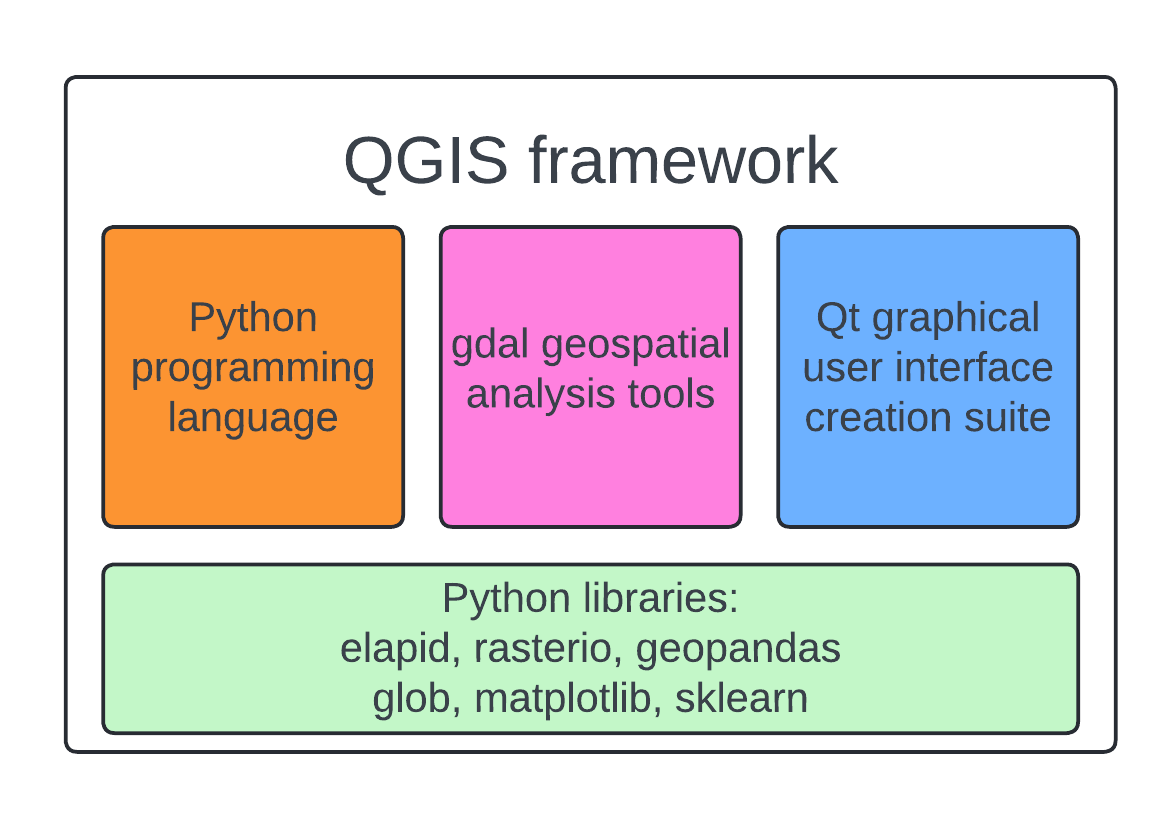 QGIS framework
Python
programming
language
gdal geospatial
analysis tools
Qt graphical
user interface
creation suite
Python libraries:
elapid, rasterio, geopandas
glob, matplotlib, sklearn